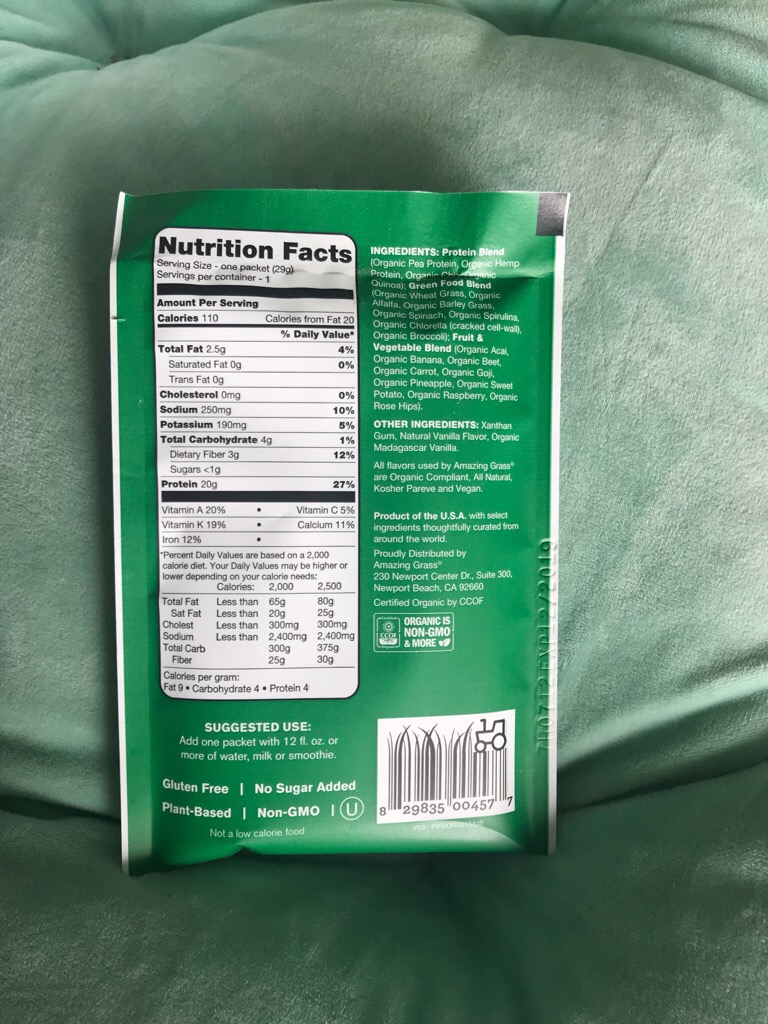 Nutrition Facts
Serving Size - one packet (29g)
Servings per container - 1
Amount Per Serving
Calories 110 Calories from Fat 20
% Daily Value*
Total Fat 2.5g 4%
Saturated Fat 0g 0%
Trans Fat 0g
Cholesterol 0mg 0%
Sodium 250mg 10%
Potassium 190mg 5%
Total Carbohydrate 4g 1%
Dietary Fiber 3g 12%
Sugars <1g
Protein 20g 27%
Vitamin A 20% • Vitamin C 5%
Vitamin K 19% • Calcium 11%
Iron 12% •
*Percent Daily Values are based on a 2,000
calorie diet. Your Daily Values may be higher or
lower depending on your calorie needs:
Calories: 2,000 2,500
Total Fat Less than 65g 80g
Sat Fat Less than 20g 25g
Cholest Less than 300mg 300mg
Sodium Less than 2,400mg 2,400mg
Total Carb 300g 375g
Fiber 25g 30g
Calories per gram:
Fat 9 • Carbohydrate 4 • Protein 4
SUGGESTED USE:
Add one packet with 12 fl. oz. or
more of water, milk or smoothie.
Gluten Free | No Sugar Added
Plant-Based | Non-GMO | U
Not a low calorie food
INGREDIENTS: Protein Blend
(Organic Pea Protein, Organic Hemp
Protein, Organic Organic
Quinoa); Green Food Blend
(Organic Wheat Grass, Organic
Alfalfa, Organic Barley Grass,
Organic Spinach, Organic Spirulina,
Organic Chlorella (cracked cell-wall),
Organic Broccoli); Fruit &
Vegetable Blend (Organic Acai,
Organic Banana, Organic Beet,
Organic Carrot, Organic Goji,
Organic Pineapple, Organic Sweet
Potato, Organic Raspberry, Organic
Rose Hips).
OTHER INGREDIENTS: Xanthan
Gum, Natural Vanilla Flavor, Organic
Madagascar Vanilla.
All flavors used by Amazing Grass®
are Organic Compliant, All Natural,
Kosher Pareve and Vegan.
Product of the U.S.A. with select
ingredients thoughtfully curated from
around the world.
Proudly Distributed by
Amazing Grass®
230 Newport Center Dr., Suite 300,
Newport Beach, CA 92660
Certified Organic by CCOF
CCOF
ORGANIC IS
NON-GMO
& MORE
8 29835 00457 7